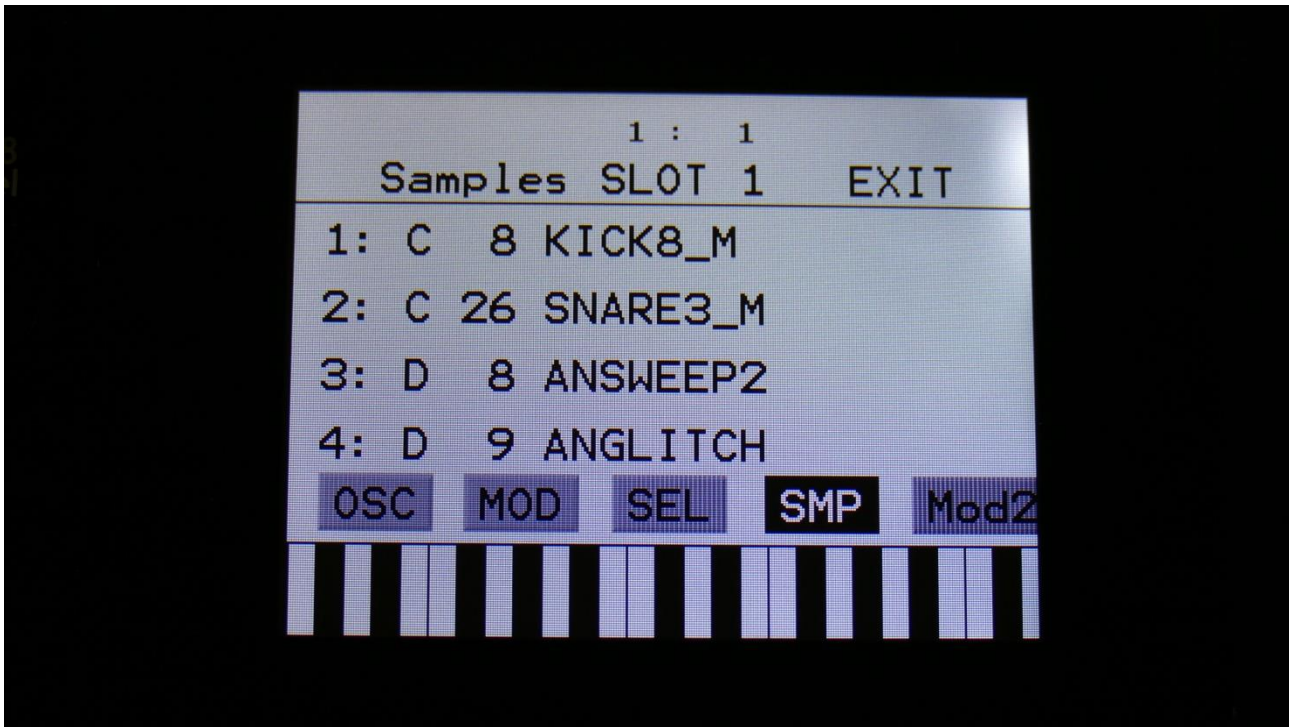 1 : 1
Samples SLOT 1 EXIT
1: C 8 KICK8_M
2: C 26 SNARE3_M
3: D 8 ANSWEEP2
4: D 9 ANGLITCH
OSC MOD SEL SMP Mod2